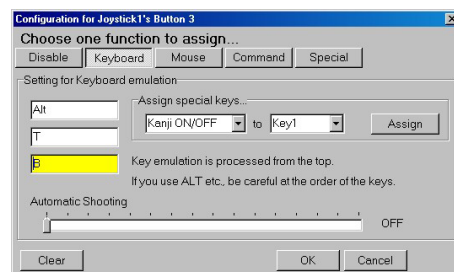 Configuration for Joystick1's Button 3
Choose one function to assign...
Disable Keyboard Mouse Command Special
Setting for Keyboard emulation
Alt
T
B
Assign special keys...
Kanji ON/OFF to Key1 Assign
Key emulation is processed from the top.
If you use ALT etc., be careful at the order of the keys.
Automatic Shooting
OFF
Clear OK Cancel